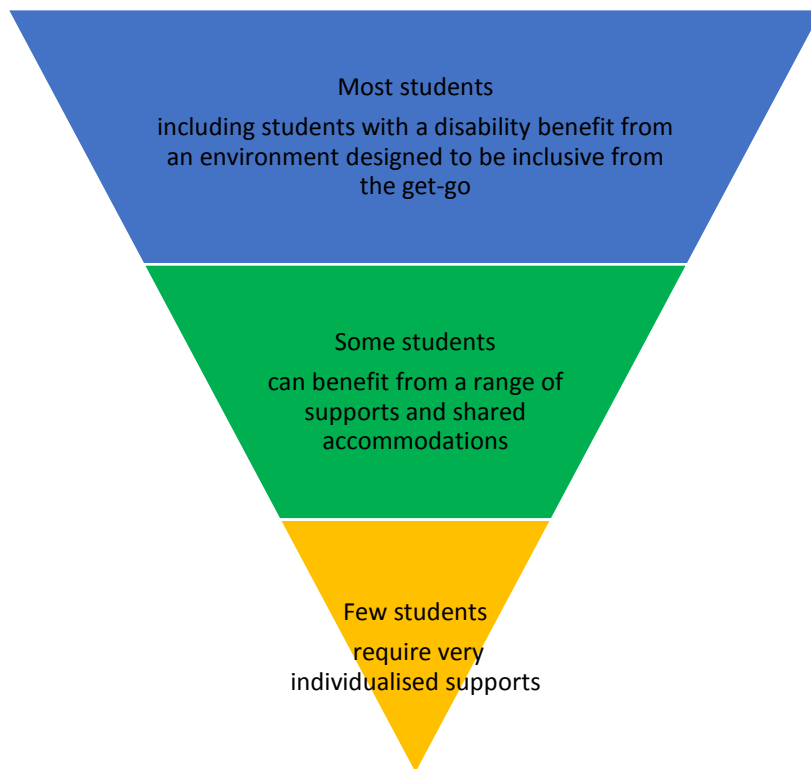 Most students
including students with a disability benefit from
an environment designed to be inclusive from
the get-go
Some students
can benefit from a range of
supports and shared
accommodations
Few students
require very
individualised supports